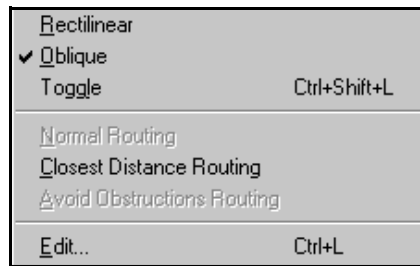 Rectilinear
✓ Oblique
Toggle Ctrl+Shift+L
Normal Routing
Closest Distance Routing
Avoid Obstructions Routing
Edit... Ctrl+L